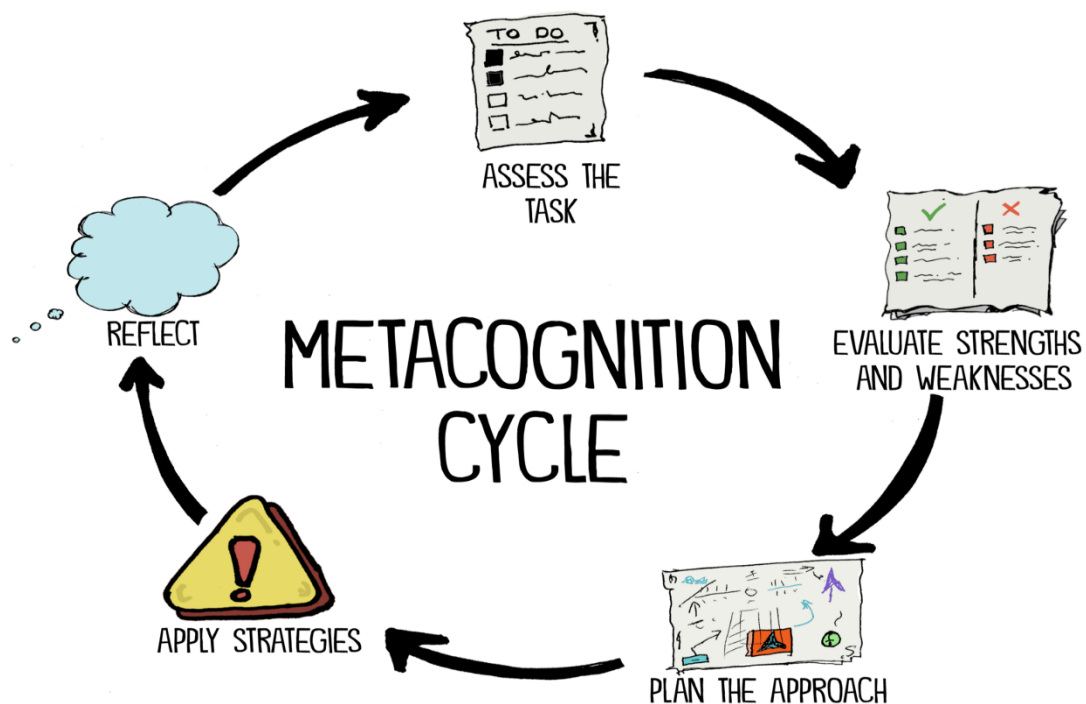 METACOGNITION
CYCLE
TO DO
ASSESS THE
TASK
EVALUATE STRENGTHS
AND WEAKNESSES
PLAN THE APPROACH
APPLY STRATEGIES
REFLECT